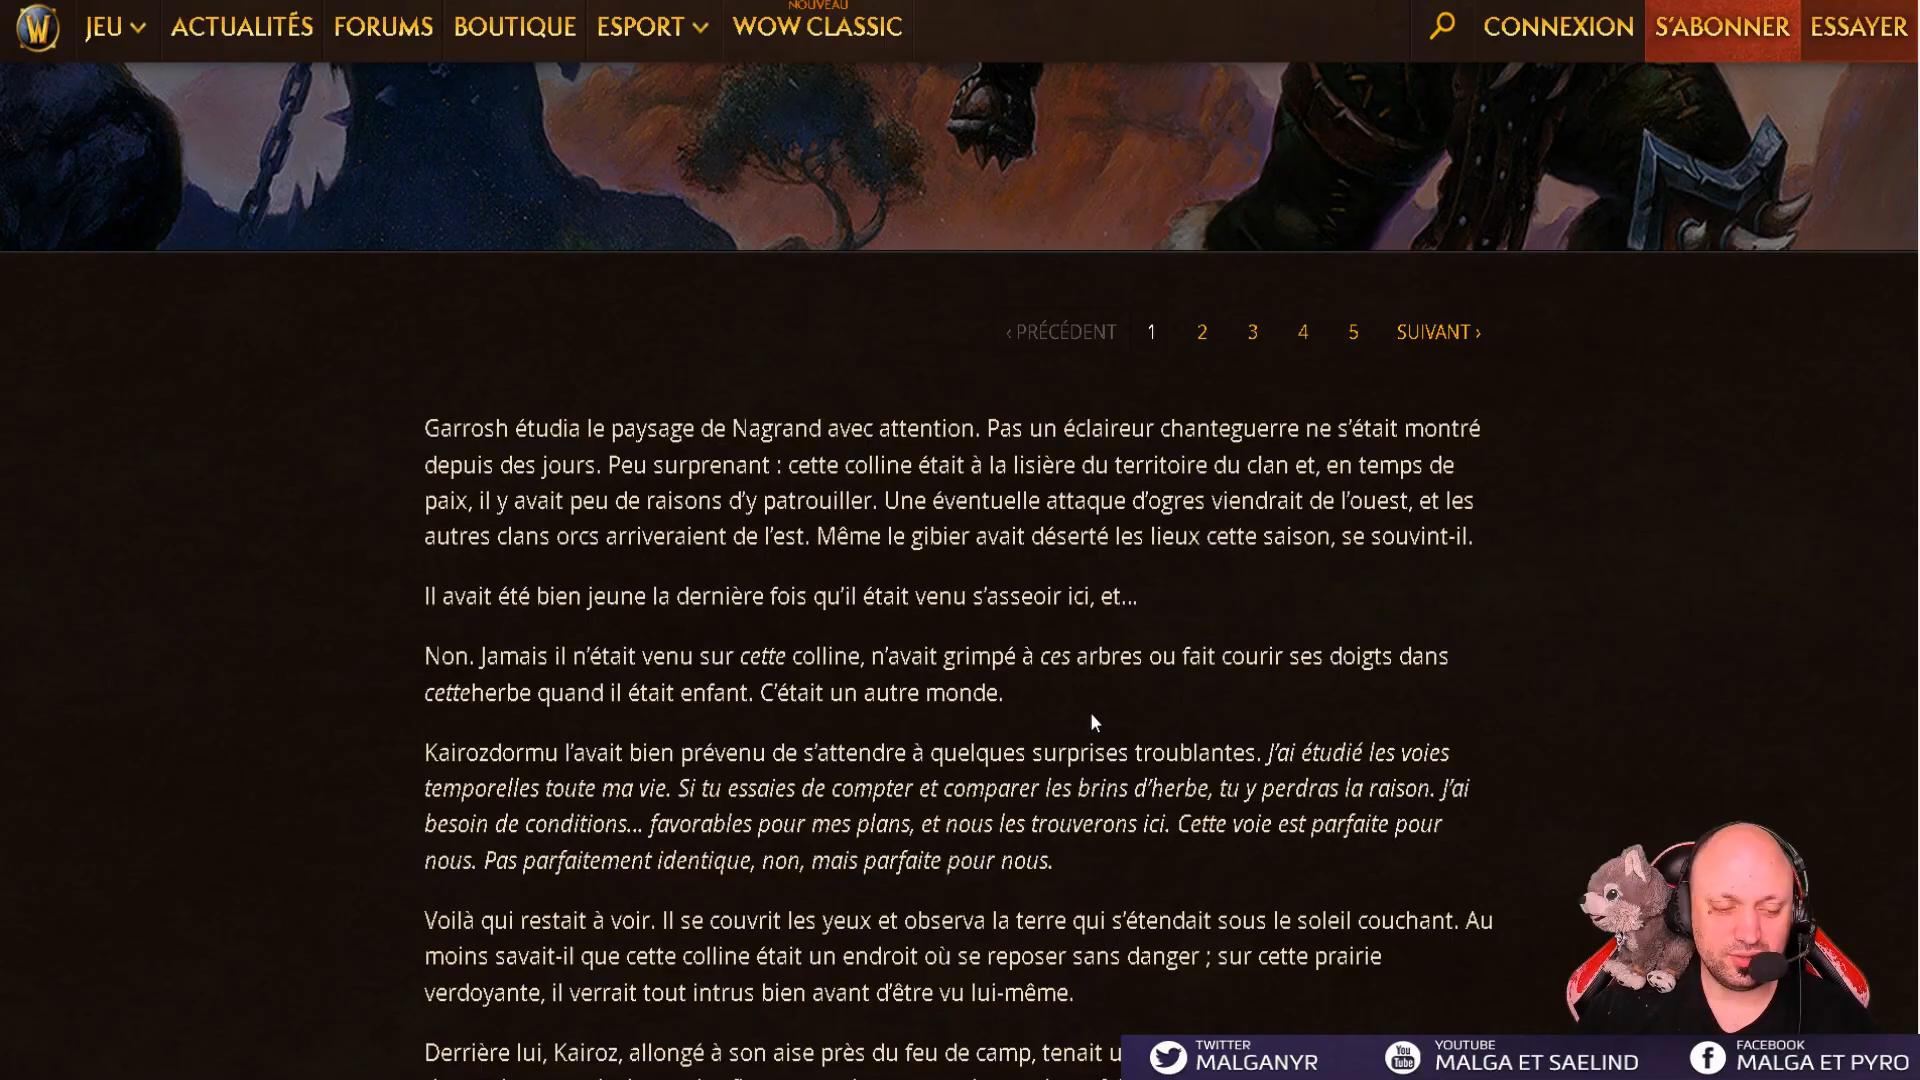 NOUVEAU
JEU ACTUALITÉS FORUMS BOUTIQUE ESPORT WOW CLASSIC CONNEXION S'ABONNER ESSAYER
‹ PRÉCÉDENT 1 2 3 4 5 SUIVANT ›
Garrosh étudia le paysage de Nagrand avec attention. Pas un éclaireur chanteguerre ne s’était montré
depuis des jours. Peu surprenant : cette colline était à la lisière du territoire du clan et, en temps de
paix, il y avait peu de raisons d’y patrouiller. Une éventuelle attaque d’ogres viendrait de l’ouest, et les
autres clans orcs arriveraient de l’est. Même le gibier avait déserté les lieux cette saison, se souvint-il.
Il avait été bien jeune la dernière fois qu’il était venu s’asseoir ici, et…
Non. Jamais il n’était venu sur cette colline, n’avait grimpé à ces arbres ou fait courir ses doigts dans
cetteherbe quand il était enfant. C’était un autre monde.
Kairozdormu l’avait bien prévenu de s’attendre à quelques surprises troublantes. J’ai étudié les voies
temporelles toute ma vie. Si tu essaies de compter et comparer les brins d’herbe, tu y perdras la raison. J’ai
besoin de conditions… favorables pour mes plans, et nous les trouverons ici. Cette voie est parfaite pour
nous. Pas parfaitement identique, non, mais parfaite pour nous.
Voilà qui restait à voir. Il se couvrit les yeux et observa la terre qui s’étendait sous le soleil couchant. Au
moins savait-il que cette colline était un endroit où se reposer sans danger ; sur cette prairie
verdoyante, il verrait tout intrus bien avant d’être vu lui-même.
Derrière lui, Kairoz, allongé à son aise près du feu de camp, tenait
TWITTER
MALGANYR
YOUTUBE
MALGA ET SAELIND
FACEBOOK
MALGA ET PYRO